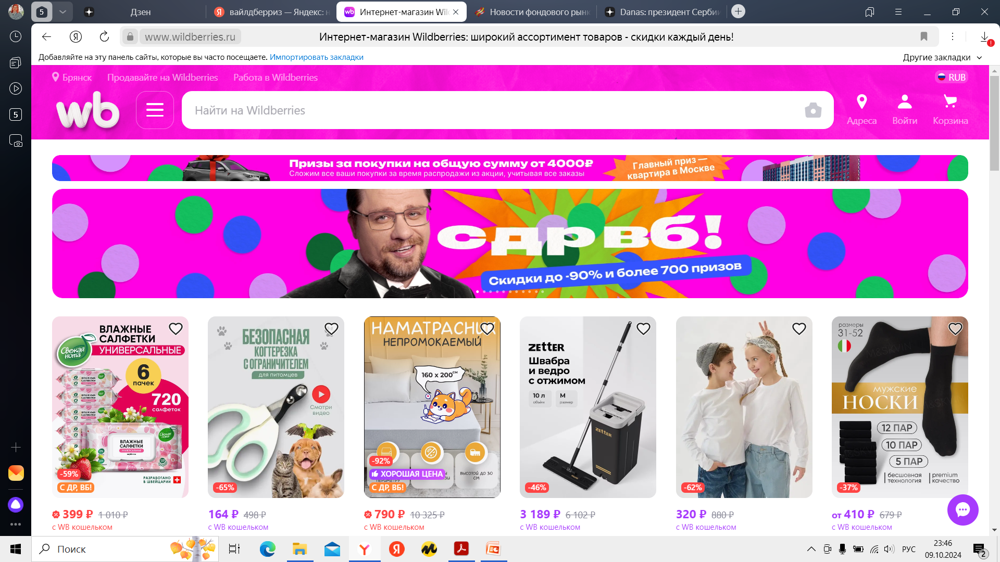 5
Дзен
вайлдберриз — Яндекс: н
Интернет-магазин Wild
Новости фондового рынк
Danas: президент Сербии
www.wildberries.ru
Интернет-магазин Wildberries: широкий ассортимент товаров - скидки каждый день!
Добавляйте на эту панель сайты, которые вы часто посещаете. Импортировать закладки
Другие закладки
5
Брянск
Продавайте на Wildberries
Работа в Wildberries
RUB
wb
Найти на Wildberries
Адреса
Войти
Корзина
Призы за покупки на общую сумму от 4000₽
Сложим все ваши покупки за время распродажи из акции, учитывая все заказы
Главный приз —
квартира в Москве
сдрвб!
Скидки до -90% и более 700 призов
ВЛАЖНЫЕ
САЛФЕТКИ
УНИВЕРСАЛЬНЫЕ
Свежая
нота
6
пачек
720
салфеток
ВЛАЖНЫЕ
САЛФЕТКИ
УНИВЕРСАЛЬНЫЕ
РАЗРАБОТАНО
В ШВЕЙЦАРИИ
-59%
С ДР, ВБ!
399 ₽ 1 010 ₽
с WB кошельком
БЕЗОПАСНАЯ
КОГТЕРЕЗКА
С ОГРАНИЧИТЕЛЕМ
для питомцев
Смотри
видео
-65%
164 ₽ 498 ₽
с WB кошельком
НАМАТРАСНИК
НЕПРОМОКАЕМЫЙ
160 х 200 СМ
-92%
ХОРОШАЯ ЦЕНА
ПЕРИМЕТРУ
ВЫСОТОЙ ДО 30
СМ
С ДР, ВБ!
790 ₽ 10 325 ₽
с WB кошельком
ZETTER
Швабра
и ведро
с отжимом
10 л
объём
M
размер
ZETTER
-46%
3 189 ₽ 6 102 ₽
с WB кошельком
-62%
320 ₽ 880 ₽
с WB кошельком
размеры
31-52
мужские
НОСКИ
12 ПАР
10 ПАР
5 ПАР
бесшовная
технология
premium
качество
-37%
от 410 ₽ 679 ₽
с WB кошельком
Поиск
РУС
23:46
09.10.2024
2